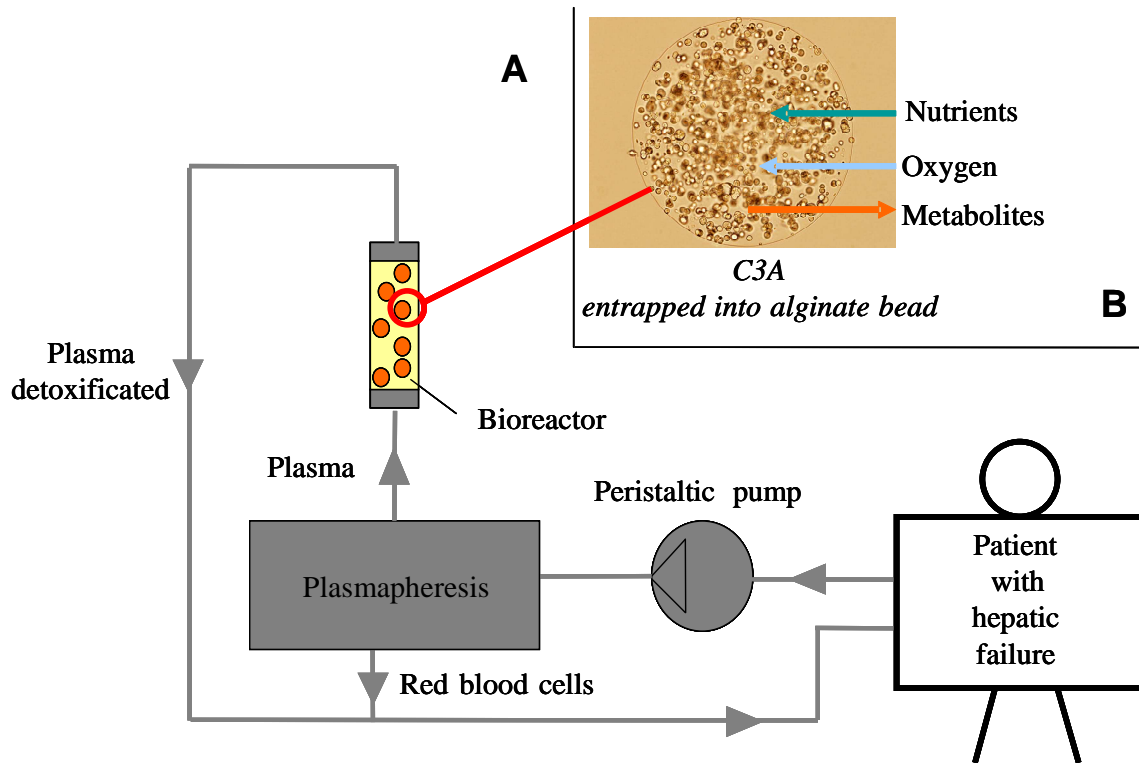 A
Nutrients
Oxygen
Metabolites
C3A
entrapped into alginate bead
B
Plasma
detoxificated
Bioreactor
Plasma
Peristaltic pump
Plasmapheresis
Patient
with
hepatic
failure
Red blood cells